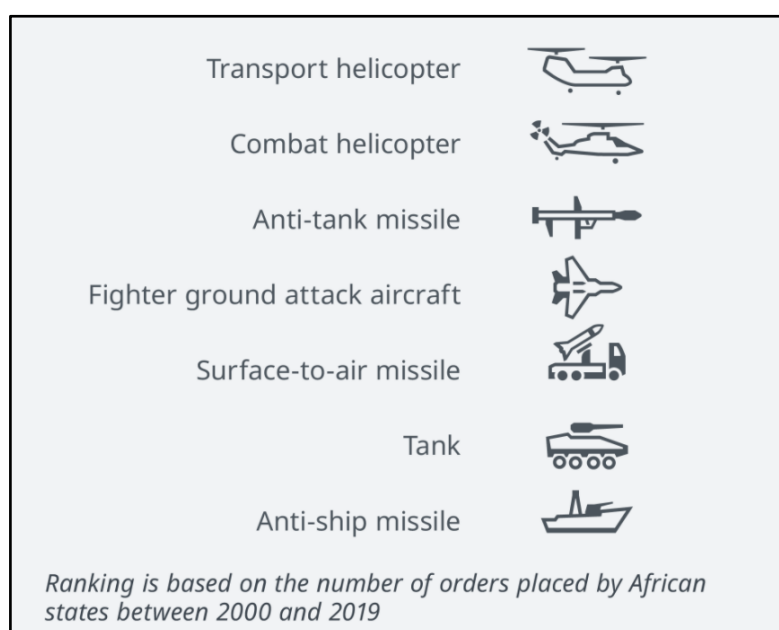 Transport helicopter
Combat helicopter
Anti-tank missile
Fighter ground attack aircraft
Surface-to-air missile
Tank
Anti-ship missile
Ranking is based on the number of orders placed by African
states between 2000 and 2019